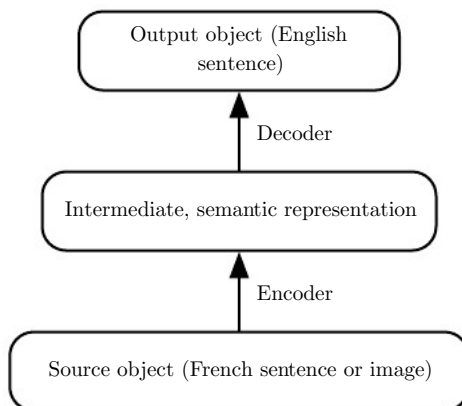 Output object (English
sentence)
Decoder
Intermediate, semantic representation
Encoder
Source object (French sentence or image)